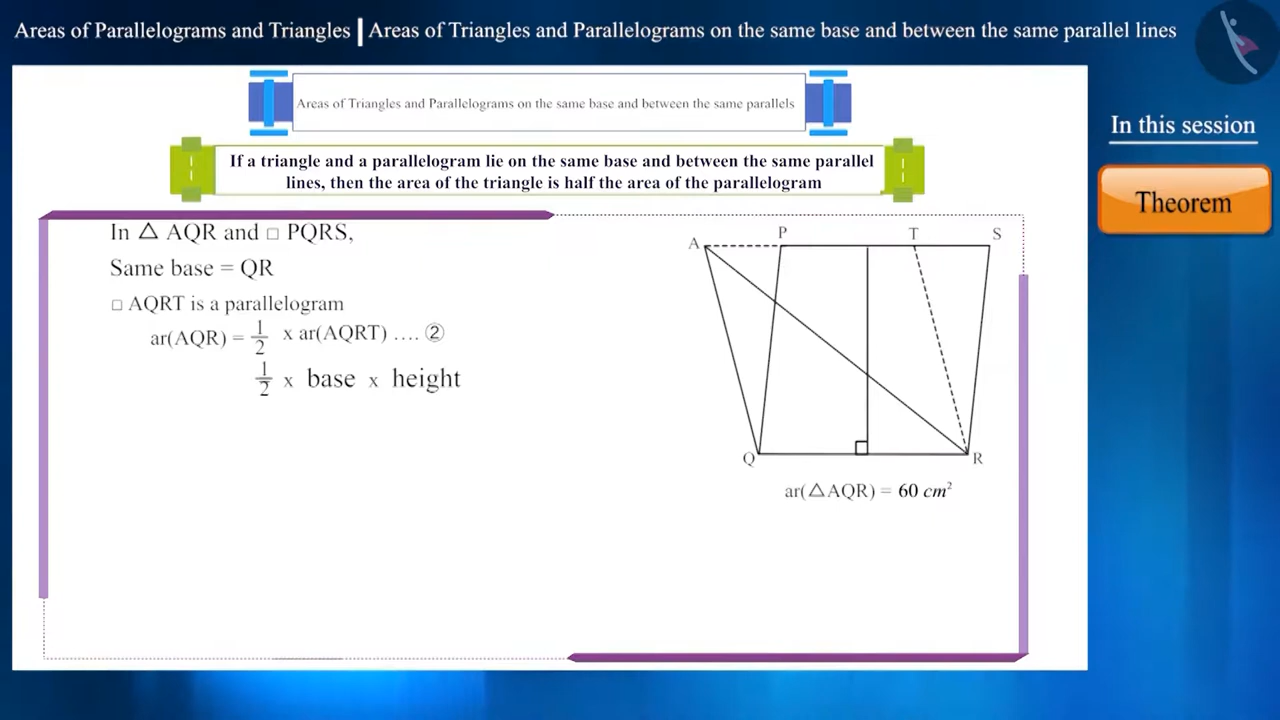 Areas of Parallelograms and Triangles | Areas of Triangles and Parallelograms on the same base and between the same parallel lines
Areas of Triangles and Parallelograms on the same base and between the same parallels
In this session
If a triangle and a parallelogram lie on the same base and between the same parallel
lines, then the area of the triangle is half the area of the parallelogram
Theorem
In △ AQR and □ PQRS,
Same base = QR
□ AQRT is a parallelogram
ar(AQR) = 1/2 x ar(AQRT) .... ②
1/2 x base x height
A P T S
Q R
ar(△AQR) = 60 cm²